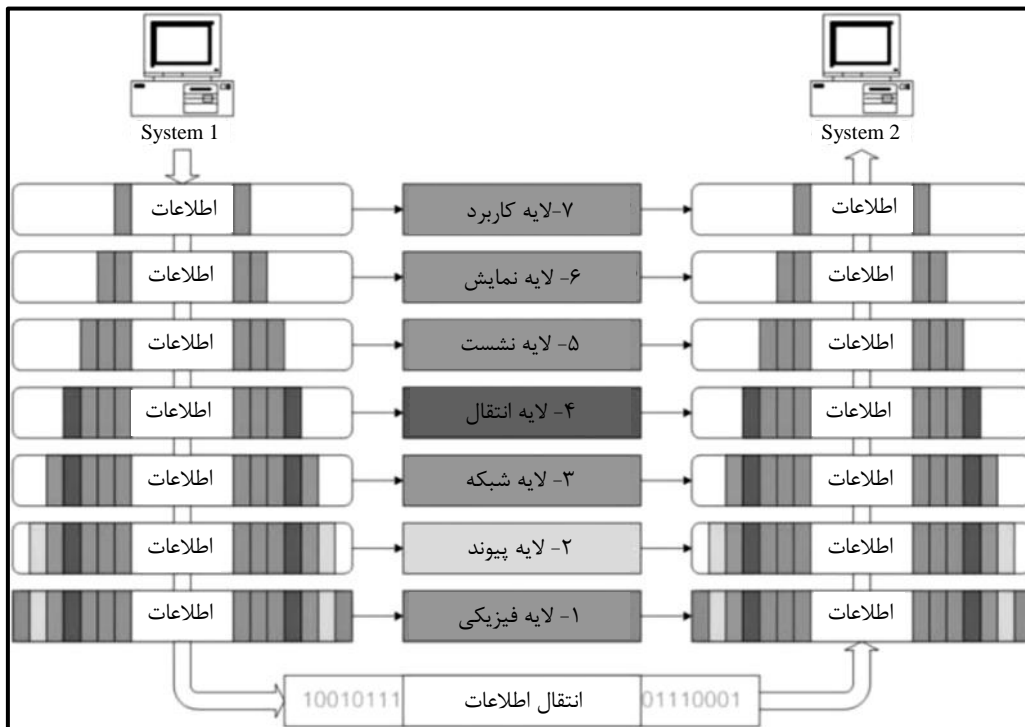 System 1
System 2
اطلاعات
۷-لایه کاربرد
اطلاعات
اطلاعات
۶- لایه نمایش
اطلاعات
اطلاعات
۵- لایه نشست
اطلاعات
اطلاعات
۴- لایه انتقال
اطلاعات
اطلاعات
۳- لایه شبکه
اطلاعات
اطلاعات
۲- لایه پیوند
اطلاعات
اطلاعات
۱- لایه فیزیکی
اطلاعات
10010111
انتقال اطلاعات
01110001